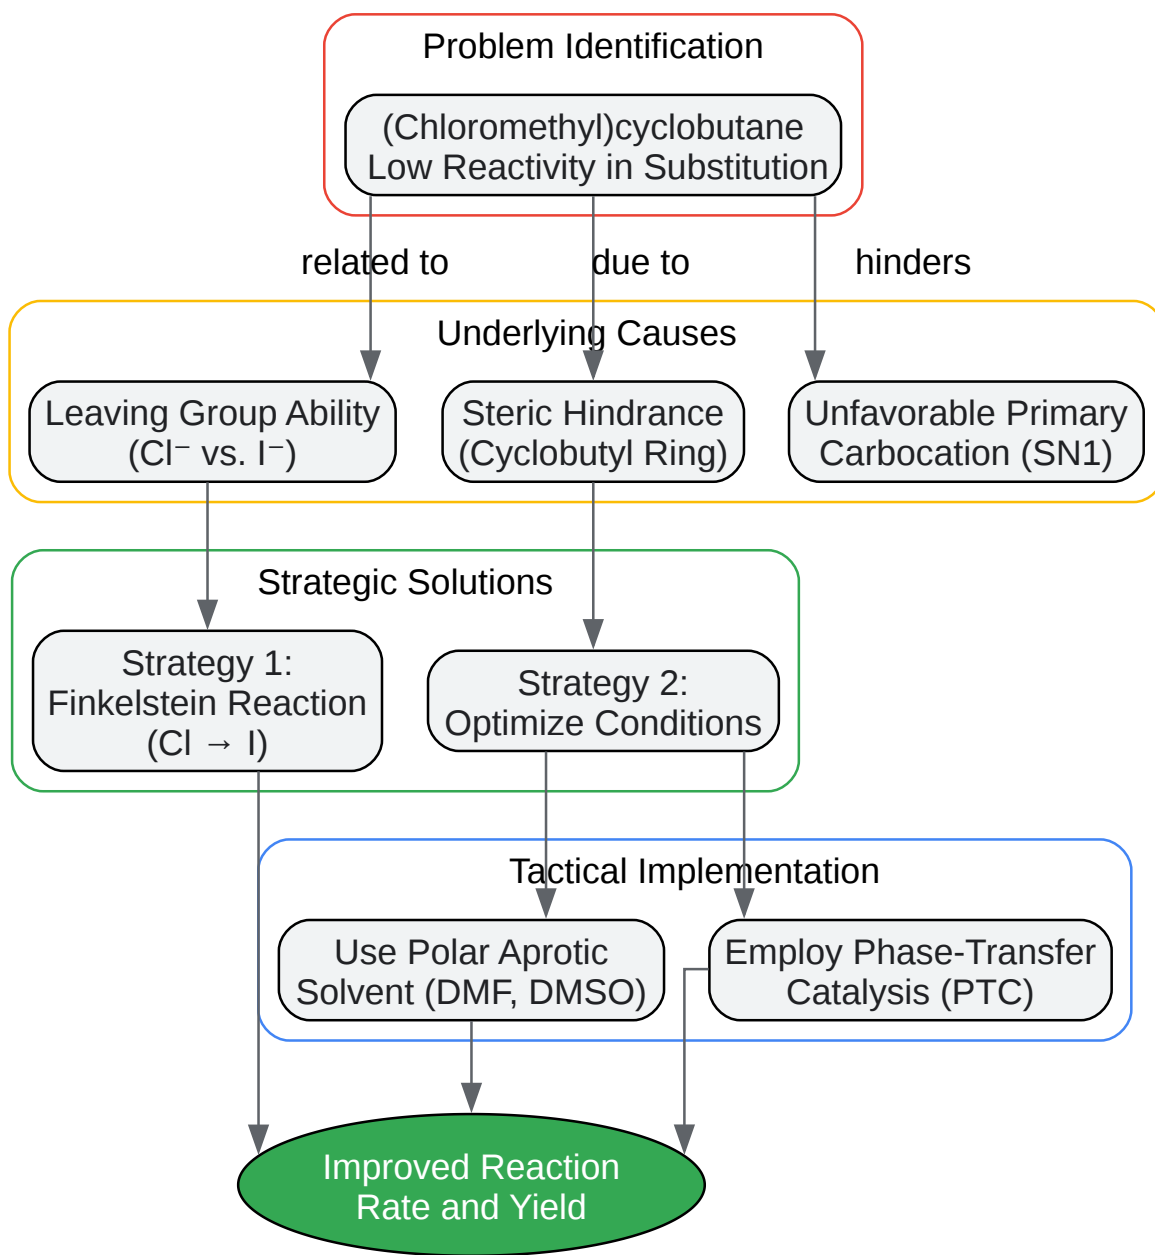 Problem Identification
(Chloromethyl)cyclobutane
Low Reactivity in Substitution
related to
due to
hinders
Underlying Causes
Leaving Group Ability
(Cl⁻ vs. I⁻)
Steric Hindrance
(Cyclobutyl Ring)
Unfavorable Primary
Carbocation (SN1)
Strategic Solutions
Strategy 1:
Finkelstein Reaction
(Cl → I)
Strategy 2:
Optimize Conditions
Tactical Implementation
Use Polar Aprotic
Solvent (DMF, DMSO)
Employ Phase-Transfer
Catalysis (PTC)
Improved Reaction
Rate and Yield